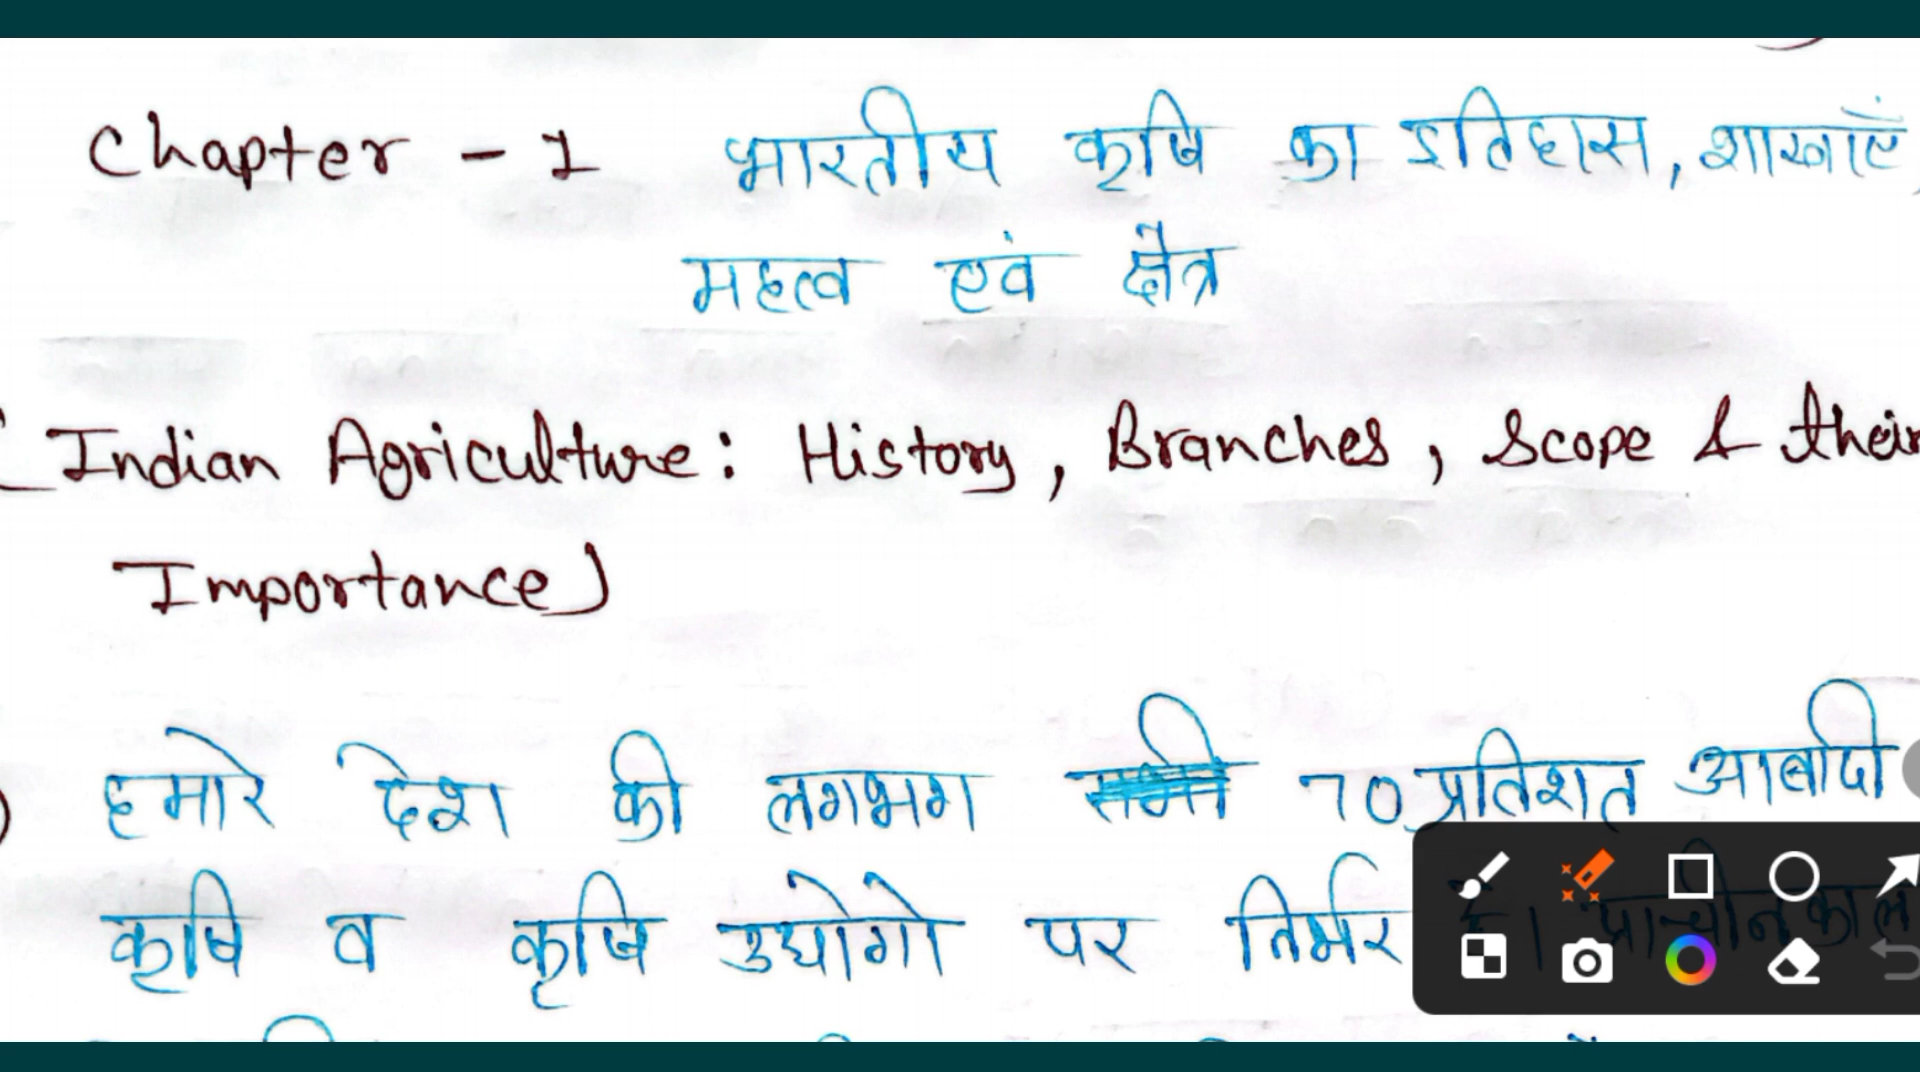 Chapter - 1 भारतीय कृषि का इतिहास, शाखाएँ,
महत्व एवं क्षेत्र
( Indian Agriculture: History, Branches, Scope & their
Importance)
हमारे देश की लगभग 70 प्रतिशत आबादी
कृषि व कृषि उद्योगो पर निर्भर है। प्राचीन काल